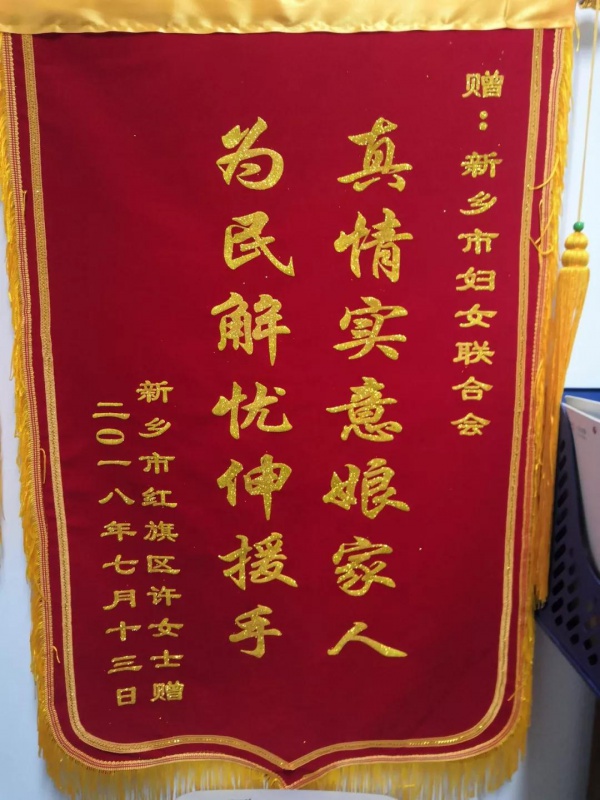 赠：新乡市妇女联合会
真情实意娘家人
为民解忧伸援手
新乡市红旗区许女士赠
二〇一八年七月十三日